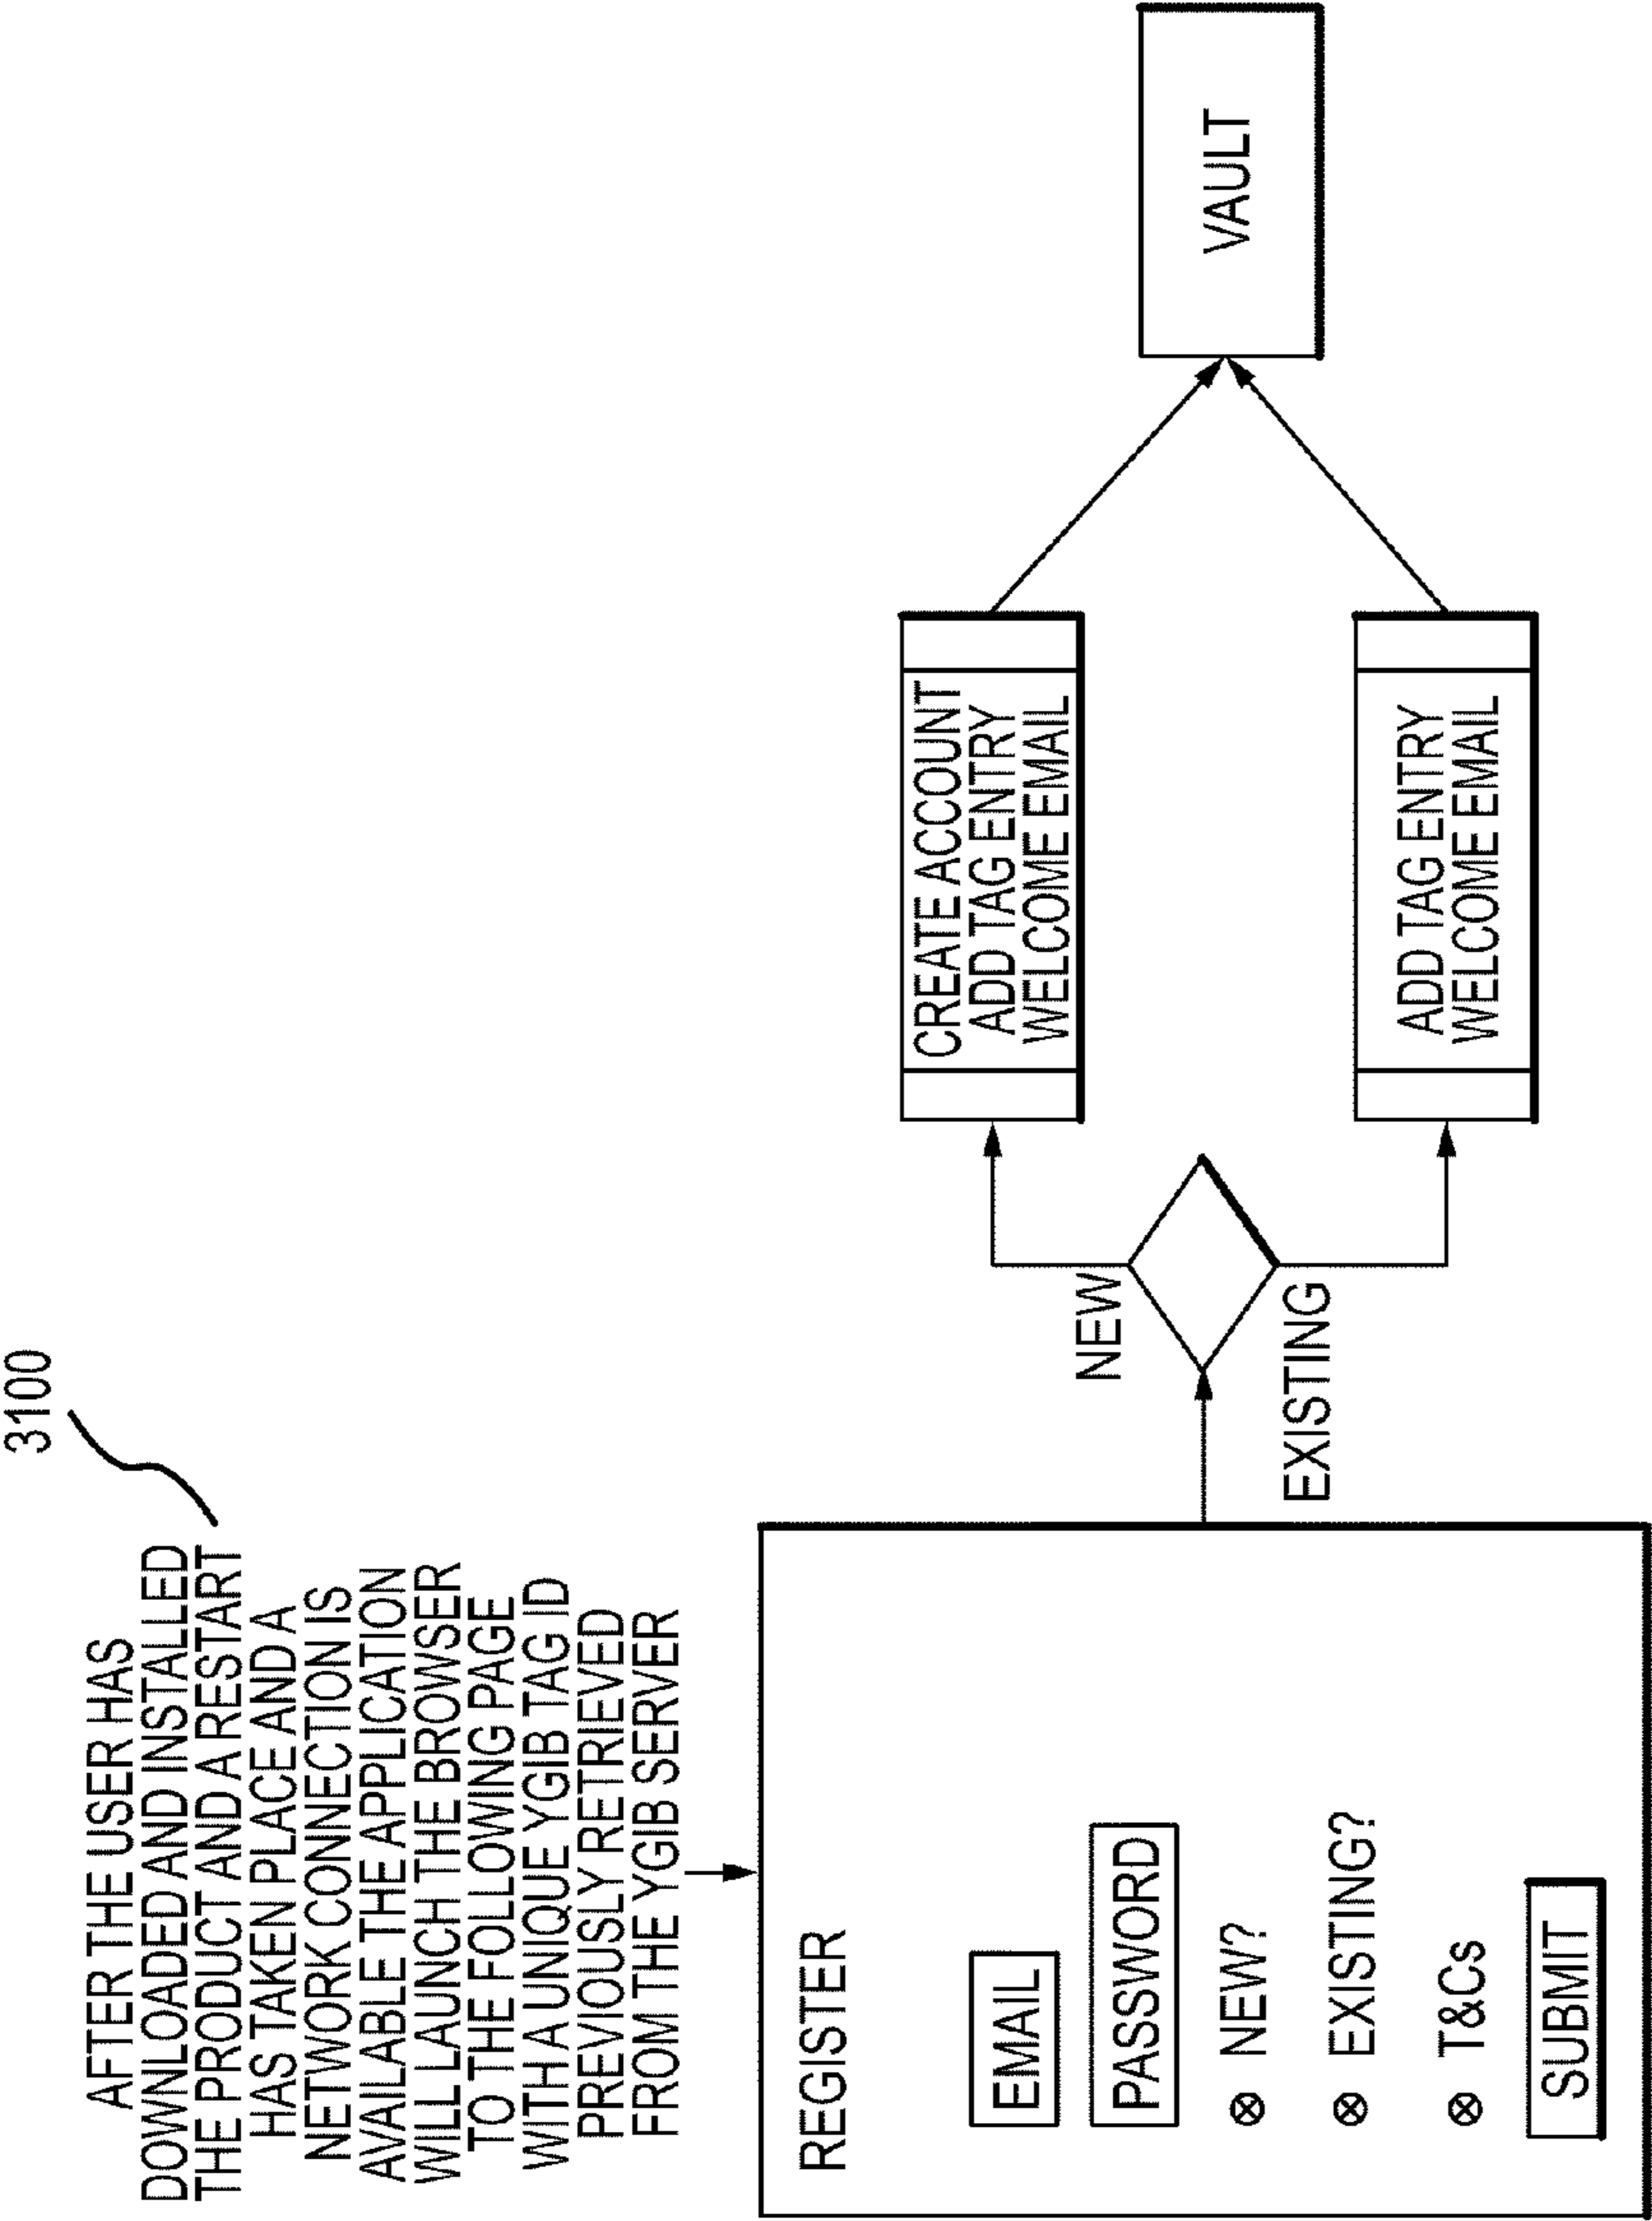 3100
AFTER THE USER HAS
DOWNLOADED AND INSTALLED
THE PRODUCT AND A RESTART
HAS TAKEN PLACE AND A
NETWORK CONNECTION IS
AVAILABLE THE APPLICATION
WILL LAUNCH THE BROWSER
TO THE FOLLOWING PAGE
WITH A UNIQUE YGIB TAG ID
PREVIOUSLY RETRIEVED
FROM THE YGIB SERVER
REGISTER
EMAIL
PASSWORD
NEW?
EXISTING?
T&Cs
SUBMIT
NEW
EXISTING
CREATE ACCOUNT
ADD TAG ENTRY
WELCOME EMAIL
ADD TAG ENTRY
WELCOME EMAIL
VAULT